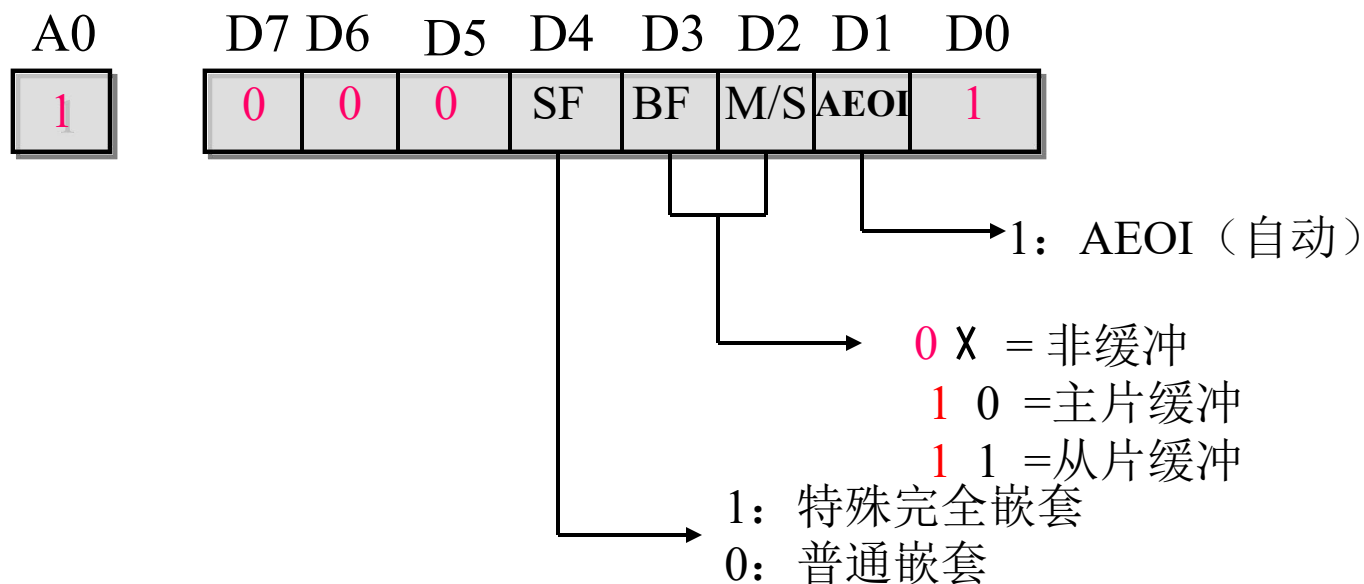 A0 D7 D6 D5 D4 D3 D2 D1 D0
1 0 0 0 SF BF M/S AEOI 1
1：AEOI（自动）
0 X = 非缓冲
1 0 =主片缓冲
1 1 =从片缓冲
1：特殊完全嵌套
0：普通嵌套